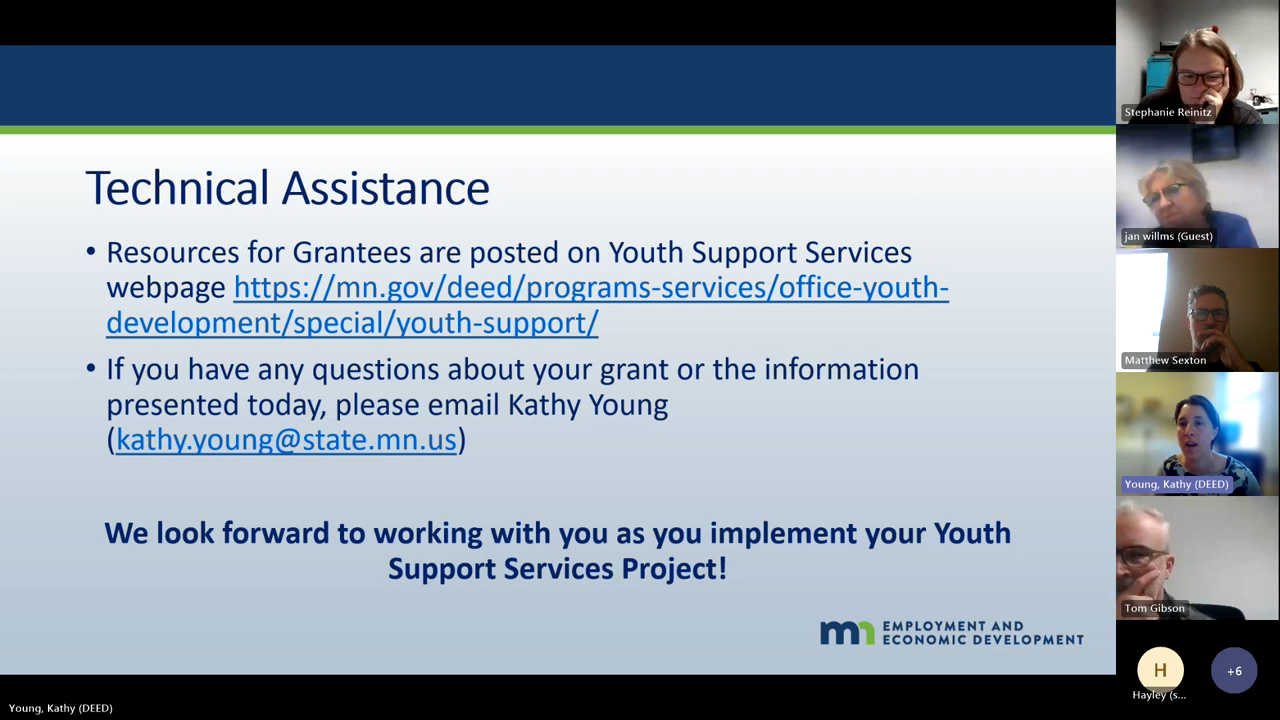 Technical Assistance
• Resources for Grantees are posted on Youth Support Services
webpage https://mn.gov/deed/programs-services/office-youth-
development/special/youth-support/
• If you have any questions about your grant or the information
presented today, please email Kathy Young
(kathy.young@state.mn.us)
We look forward to working with you as you implement your Youth
Support Services Project!
mn EMPLOYMENT AND
ECONOMIC DEVELOPMENT
Stephanie Reinitz
jan willms (Guest)
Matthew Sexton
Young, Kathy (DEED)
Tom Gibson
H
+6
Hayley (s...
Young, Kathy (DEED)